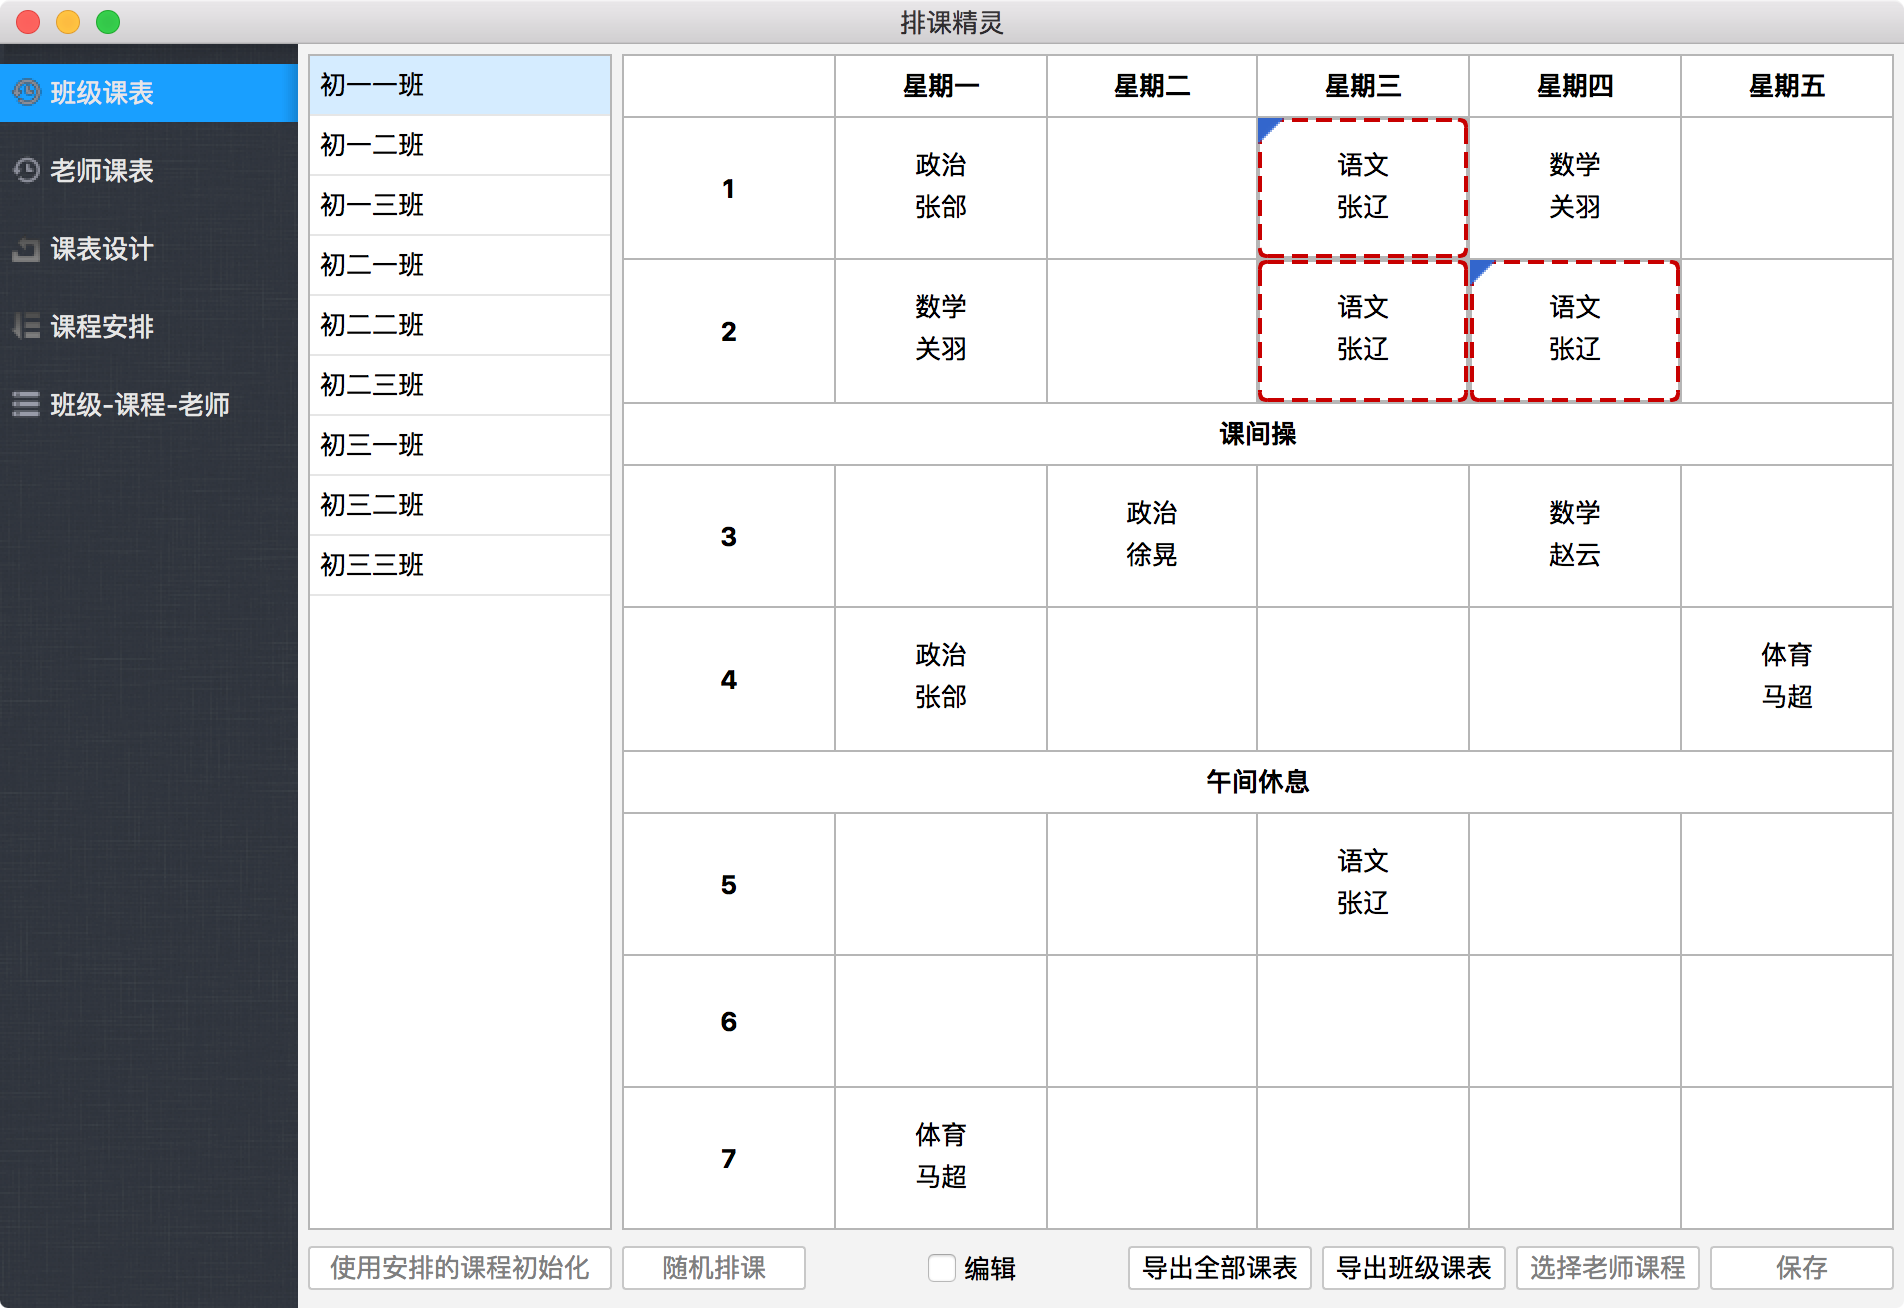 排课精灵
班级课表
老师课表
课表设计
课程安排
班级-课程-老师
初一一班
初一二班
初一三班
初二一班
初二二班
初二三班
初三一班
初三二班
初三三班
星期一 星期二 星期三 星期四 星期五
1
政治
张郃
语文
张辽
数学
关羽
2
数学
关羽
语文
张辽
语文
张辽
课间操
3
政治
徐晃
数学
赵云
4
政治
张郃
体育
马超
午间休息
5
语文
张辽
6
7
体育
马超
使用安排的课程初始化
随机排课
编辑
导出全部课表
导出班级课表
选择老师课程
保存